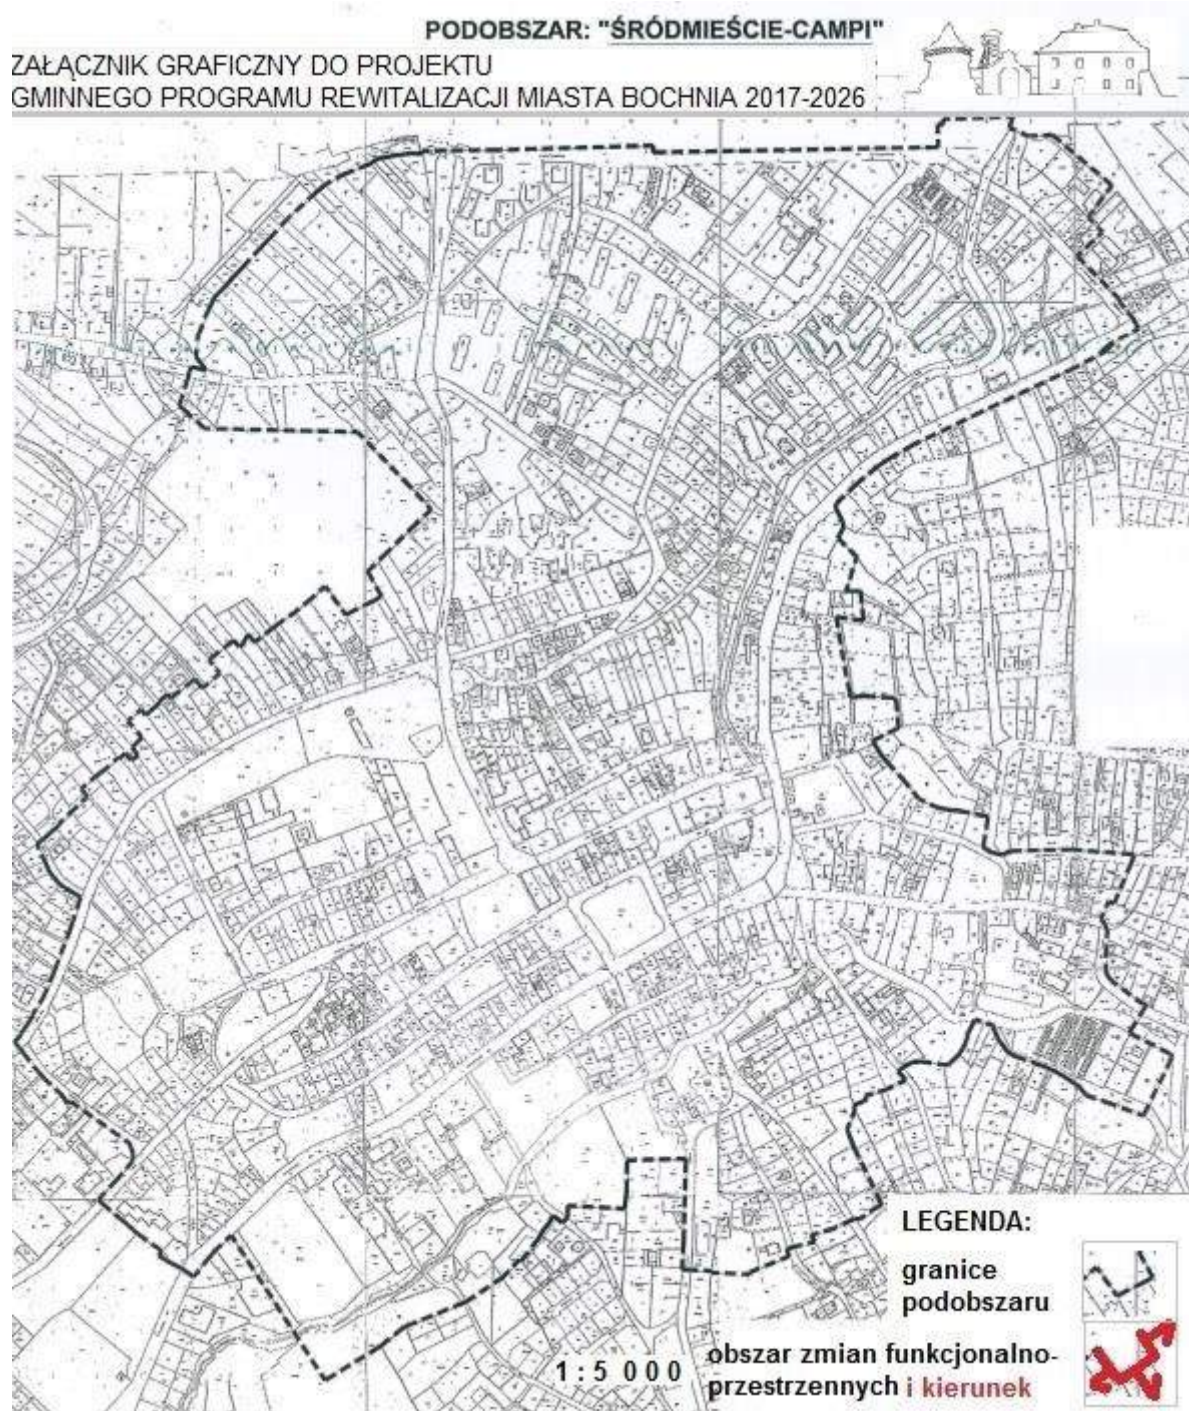 PODOBSZAR: "ŚRÓDMIEŚCIE-CAMPI"
ZAŁĄCZNIK GRAFICZNY DO PROJEKTU
GMINNEGO PROGRAMU REWITALIZACJI MIASTA BOCHNIA 2017-2026
LEGENDA:
granice
podobszaru
1:5 000
obszar zmian funkcjonalno-
przestrzennych i kierunek